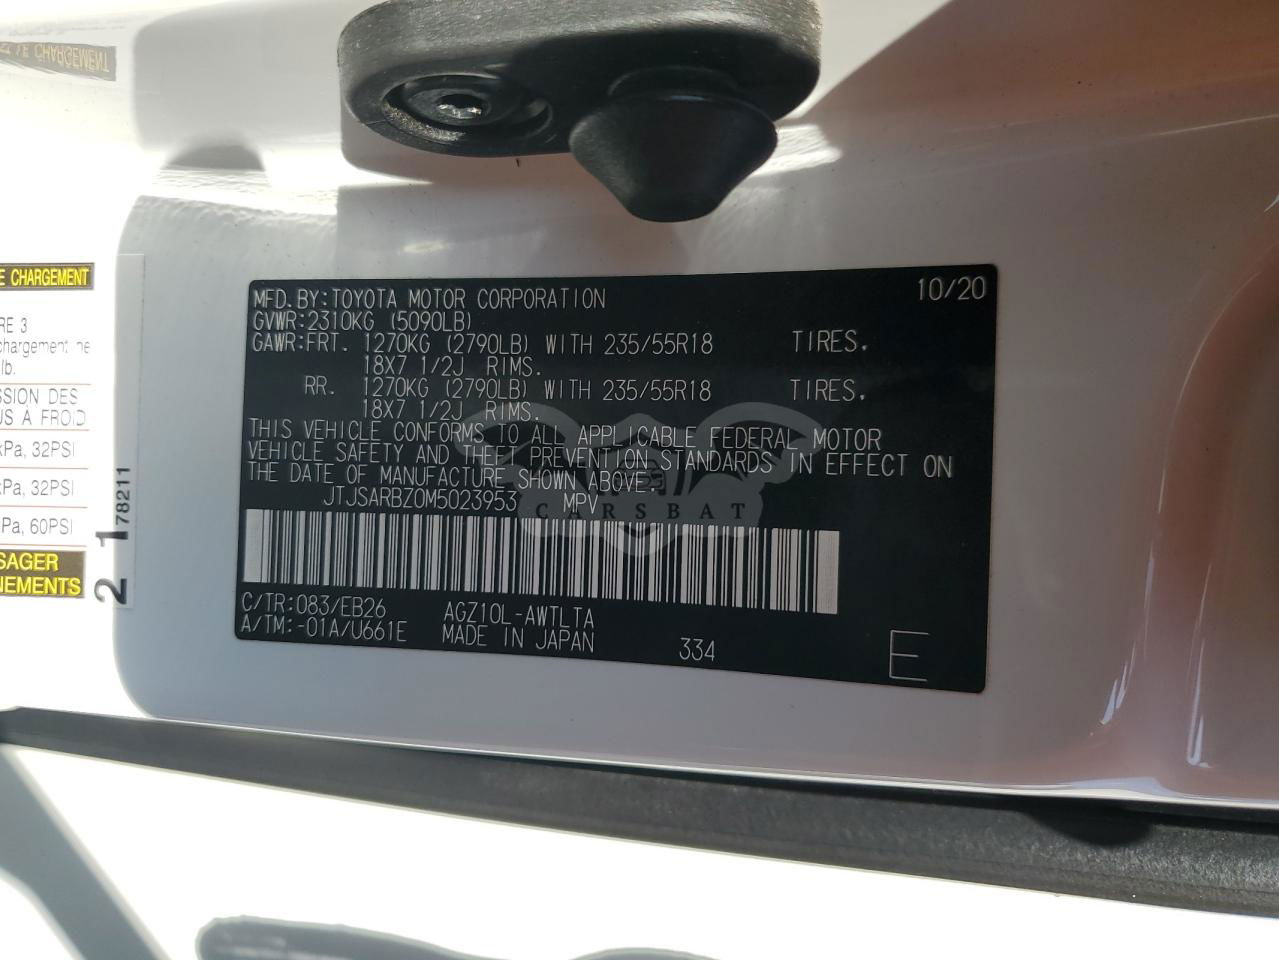 E CHARGEMENT
RE 3
chargement ne
lb.
SSION DES
US À FROID
kPa, 32PSI
kPa, 32PSI
Pa, 60PSI
SAGER
NEMENTS
2 1 78211
MFD.BY:TOYOTA MOTOR CORPORATION 10/20
GVWR:2310KG (5090LB)
GAWR:FRT. 1270KG (2790LB) WITH 235/55R18 TIRES.
18X7 1/2J RIMS.
RR. 1270KG (2790LB) WITH 235/55R18 TIRES.
18X7 1/2J RIMS.
THIS VEHICLE CONFORMS TO ALL APPLICABLE FEDERAL MOTOR
VEHICLE SAFETY AND THEFT PREVENTION STANDARDS IN EFFECT ON
THE DATE OF MANUFACTURE SHOWN ABOVE.
JTJSARBZ0M5023953 MPV
CARSBAT
C/TR:083/EB26 AGZ10L-AWTLTA
A/TM:-01A/U661E MADE IN JAPAN 334 E